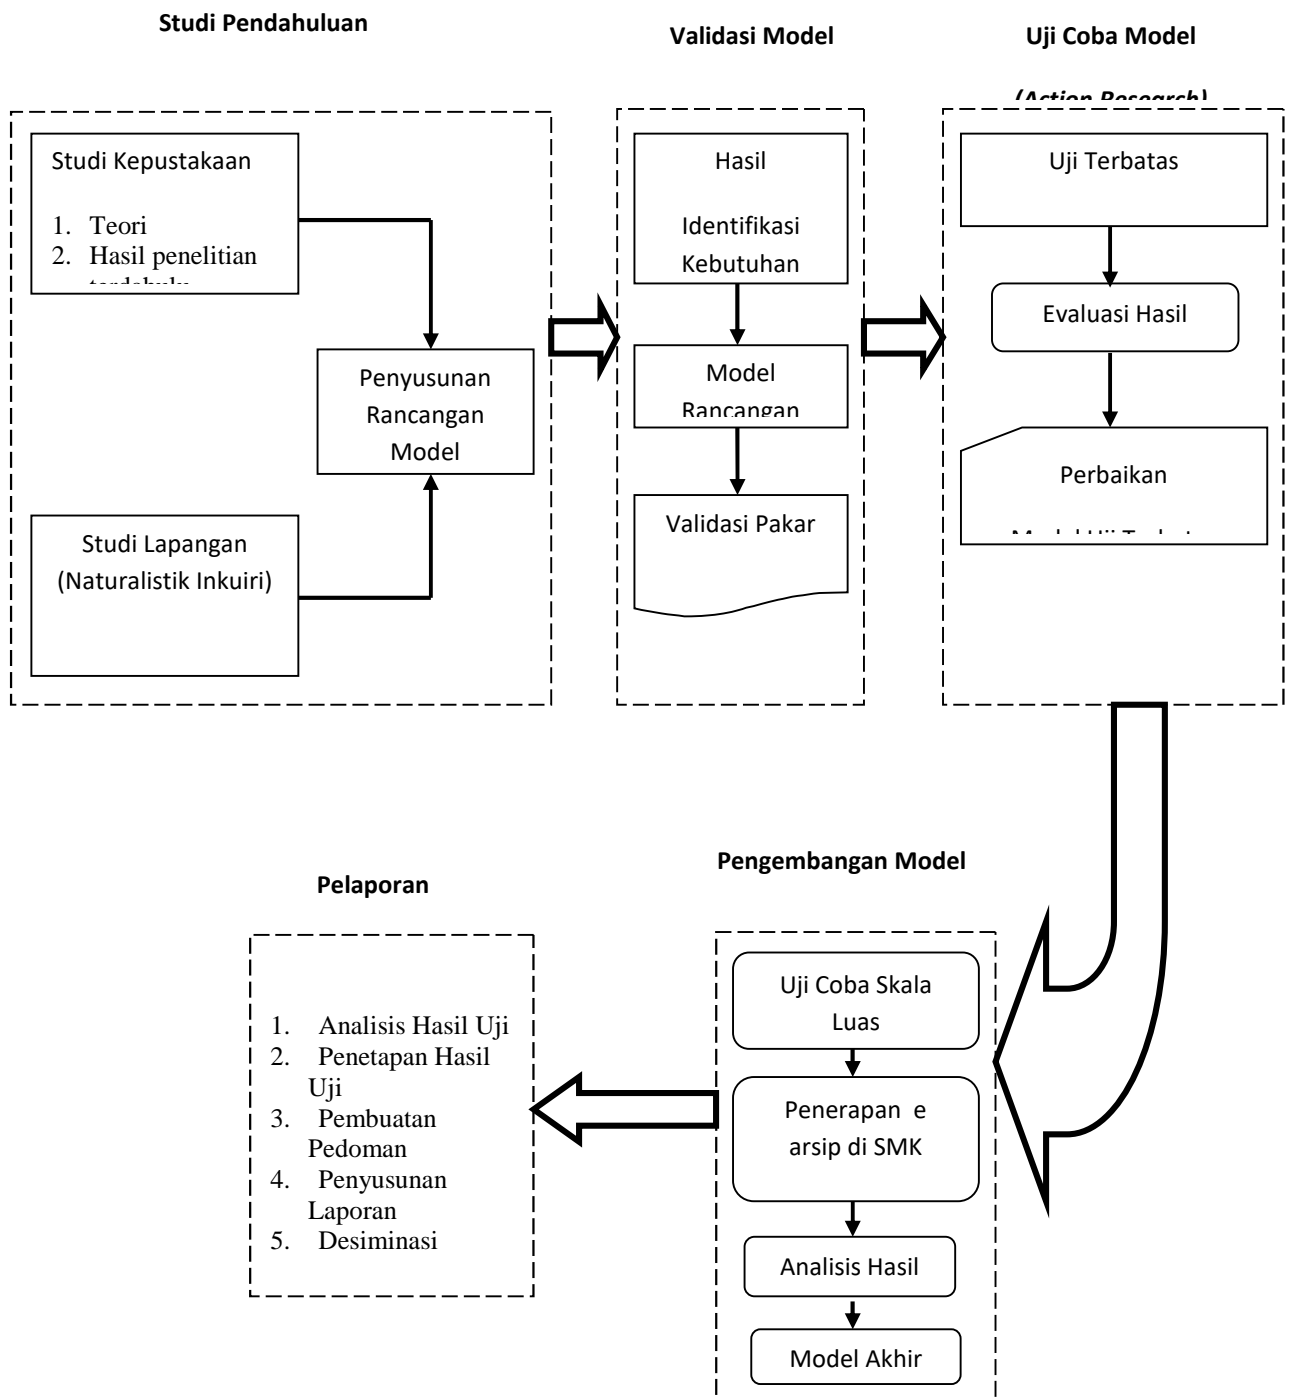 Studi Pendahuluan
Validasi Model
Uji Coba Model
(Action Research)
Studi Kepustakaan
1. Teori
2. Hasil penelitian
Penyusunan
Rancangan
Model
Studi Lapangan
(Naturalistik Inkuiri)
Hasil
Identifikasi
Kebutuhan
Model
Rancangan
Validasi Pakar
Uji Terbatas
Evaluasi Hasil
Perbaikan
Pengembangan Model
Uji Coba Skala
Luas
Penerapan e
arsip di SMK
Analisis Hasil
Model Akhir
Pelaporan
1. Analisis Hasil Uji
2. Penetapan Hasil
Uji
3. Pembuatan
Pedoman
4. Penyusunan
Laporan
5. Desiminasi